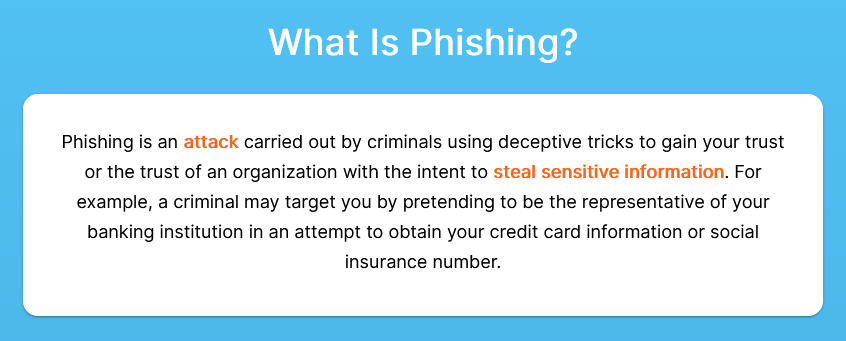 What Is Phishing?
Phishing is an attack carried out by criminals using deceptive tricks to gain your trust
or the trust of an organization with the intent to steal sensitive information. For
example, a criminal may target you by pretending to be the representative of your
banking institution in an attempt to obtain your credit card information or social
insurance number.